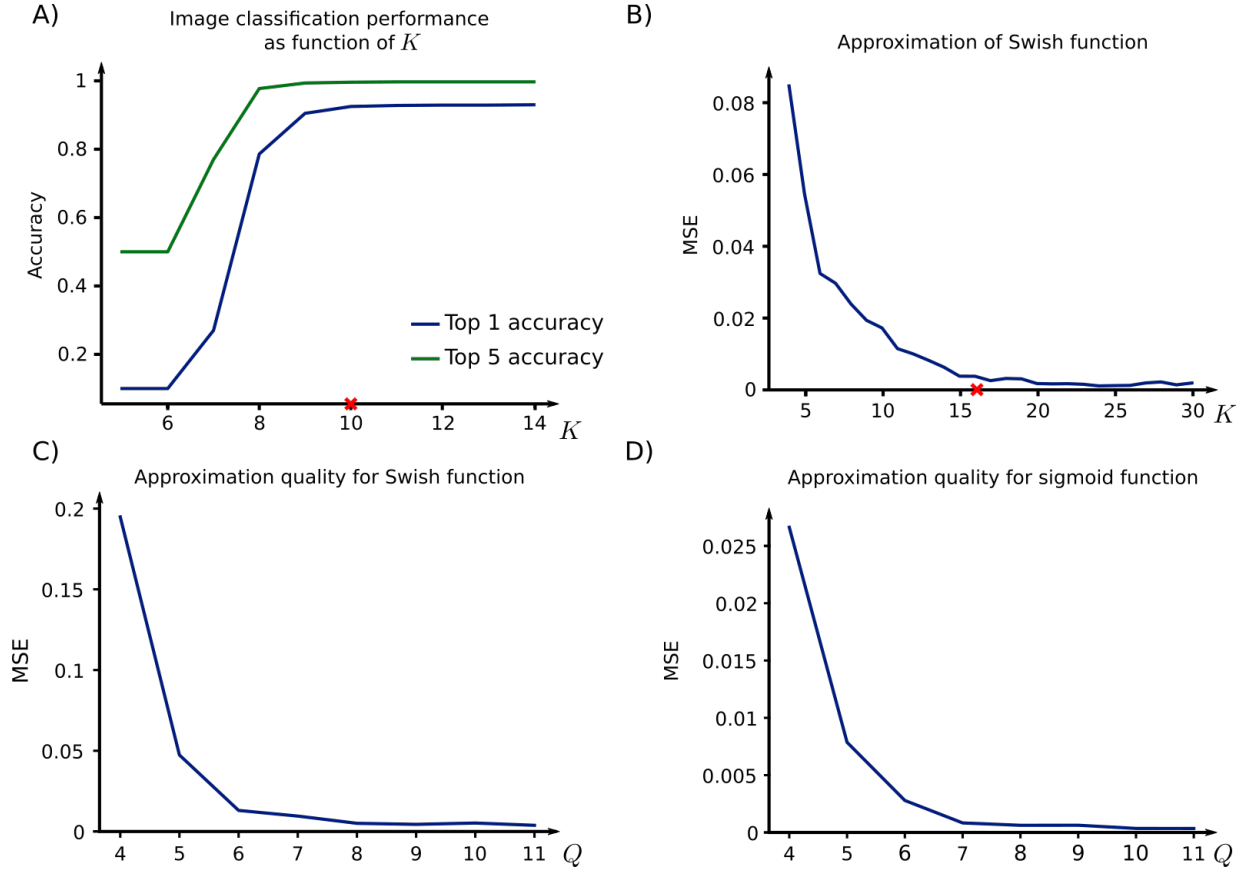 A)
Image classification performance
as function of K
1
0.8
0.6
0.4
0.2
Accuracy
Top 1 accuracy
Top 5 accuracy
6 8 10 12 14 K
B)
Approximation of Swish function
0.08
0.06
0.04
0.02
0
MSE
5 10 15 20 25 30 K
C)
Approximation quality for Swish function
0.2
0.15
0.1
0.05
0
MSE
4 5 6 7 8 9 10 11 Q
D)
Approximation quality for sigmoid function
0.025
0.02
0.015
0.01
0.005
0
MSE
4 5 6 7 8 9 10 11 Q